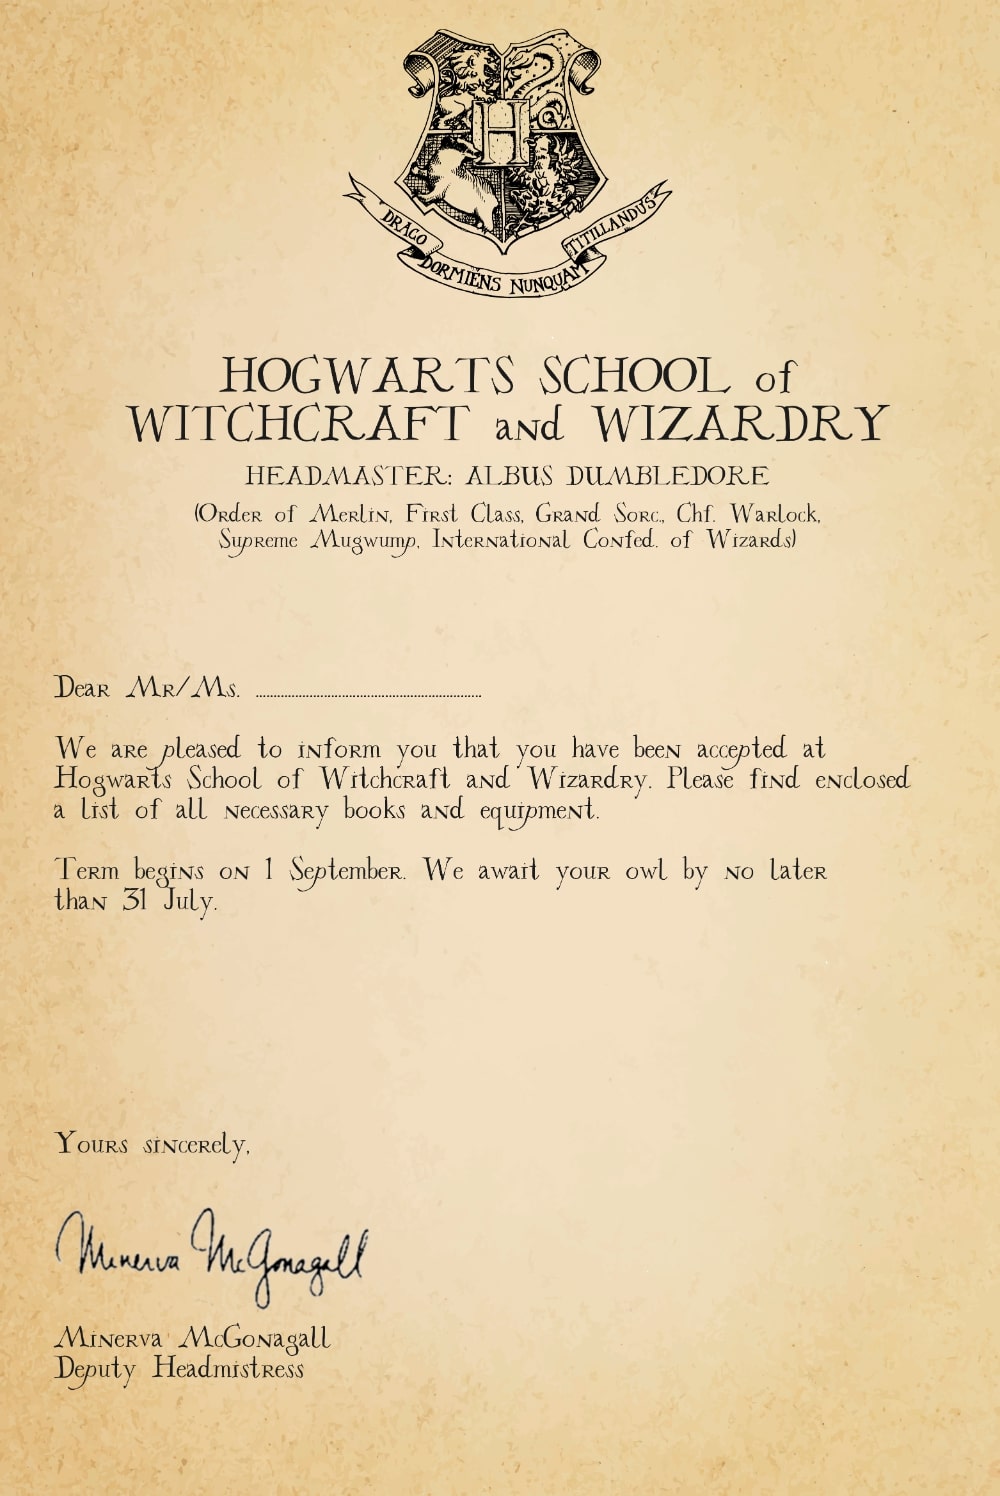 H
DRACO DORMIENS NUNQUAM TITILLANDUS
HOGWARTS SCHOOL of
WITCHCRAFT and WIZARDRY
HEADMASTER: ALBUS DUMBLEDORE
(Order of Merlin, First Class, Grand Sorc., Chf. Warlock,
Supreme Mugwump, International Confed. of Wizards)
Dear Mr/Ms. ..........................................................
We are pleased to inform you that you have been accepted at
Hogwarts School of Witchcraft and Wizardry. Please find enclosed
a list of all necessary books and equipment.
Term begins on 1 September. We await your owl by no later
than 31 July.
Yours sincerely,
Minerva McGonagall
Minerva McGonagall
Deputy Headmistress